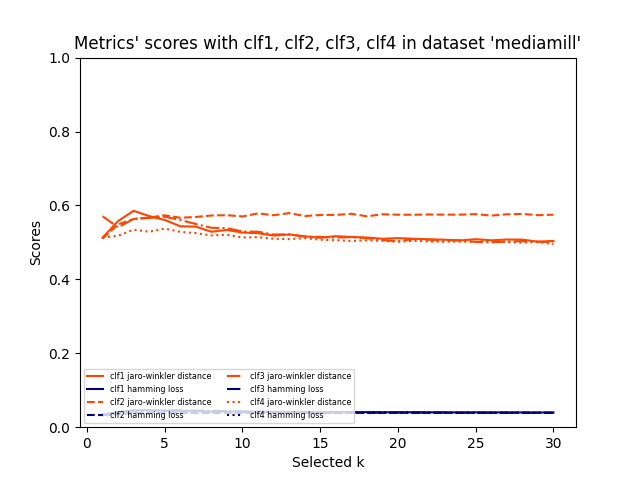 Metrics' scores with clf1, clf2, clf3, clf4 in dataset 'mediamill'
1.0
0.8
0.6
0.4
0.2
0.0
Scores
clf1 jaro-winkler distance
clf1 hamming loss
clf2 jaro-winkler distance
clf2 hamming loss
clf3 jaro-winkler distance
clf3 hamming loss
clf4 jaro-winkler distance
clf4 hamming loss
0 5 10 15 20 25 30
Selected k